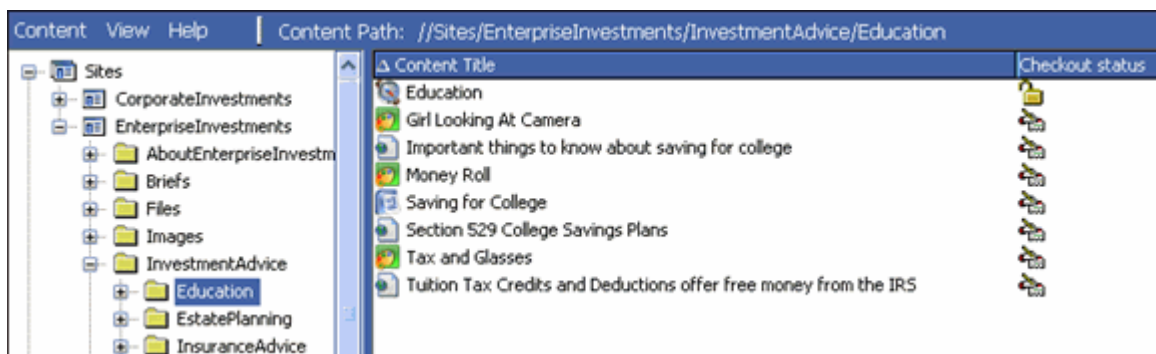 Content View Help Content Path: //Sites/EnterpriseInvestments/InvestmentAdvice/Education
Sites
CorporateInvestments
EnterpriseInvestments
AboutEnterpriseInvestm
Briefs
Files
Images
InvestmentAdvice
Education
EstatePlanning
InsuranceAdvice
Content Title Checkout status
Education
Girl Looking At Camera
Important things to know about saving for college
Money Roll
Saving for College
Section 529 College Savings Plans
Tax and Glasses
Tuition Tax Credits and Deductions offer free money from the IRS